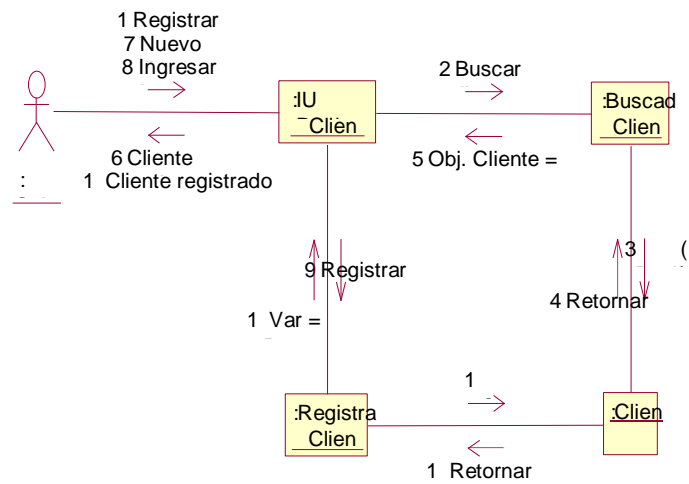 1 Registrar
7 Nuevo
8 Ingresar
:IU
Clien
2 Buscar
:Buscad
Clien
6 Cliente
1 Cliente registrado
:
5 Obj. Cliente =
9 Registrar
3 (
4 Retornar
1 Var =
:Registra
Clien
1
:Clien
1 Retornar